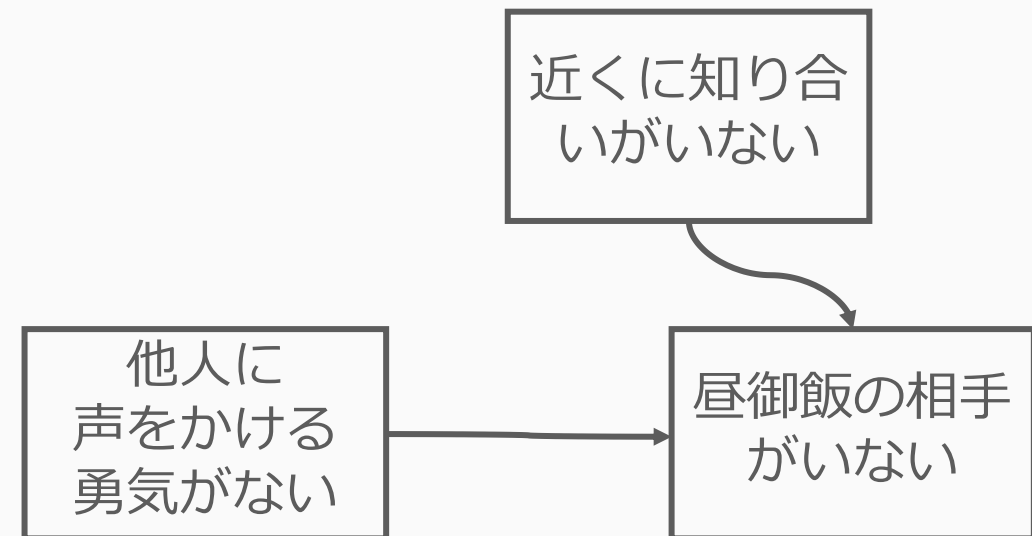 近くに知り合
いがいない
他人に
声をかける
勇気がない
昼御飯の相手
がいない